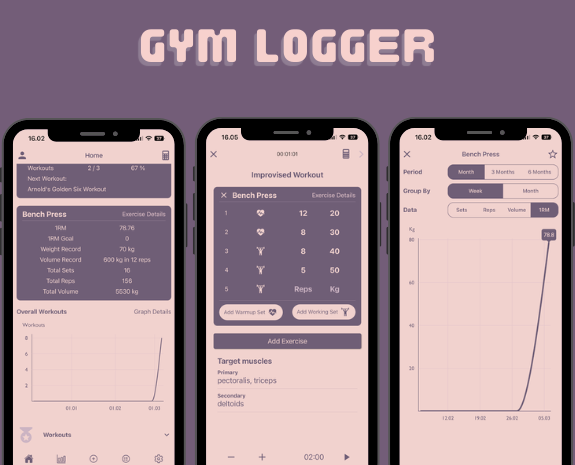 GYM LOGGER
16.02
37
Home
Workouts 2 / 3 67 %
Next Workout:
Arnold's Golden Six Workout
Bench Press Exercise Details
1RM 78.76
1RM Goal 0
Weight Record 70 kg
Volume Record 600 kg in 12 reps
Total Sets 16
Total Reps 156
Total Volume 5530 kg
Overall Workouts Graph Details
Workouts
8
6
4
2
01.01 01.02 01.03
Workouts
16.05
37
00:01:01
Improvised Workout
Bench Press Exercise Details
1 12 20
2 8 30
3 8 40
4 5 50
5 Reps Kg
Add Warmup Set Add Working Set
Add Exercise
Target muscles
Primary
pectoralis, triceps
Secondary
deltoids
02:00
16.02
37
Bench Press
Period Month 3 Months 6 Months
Group By Week Month
Data Sets Reps Volume 1RM
Kg
78.8
80
60
40
20
12.02 19.02 26.02 03.03